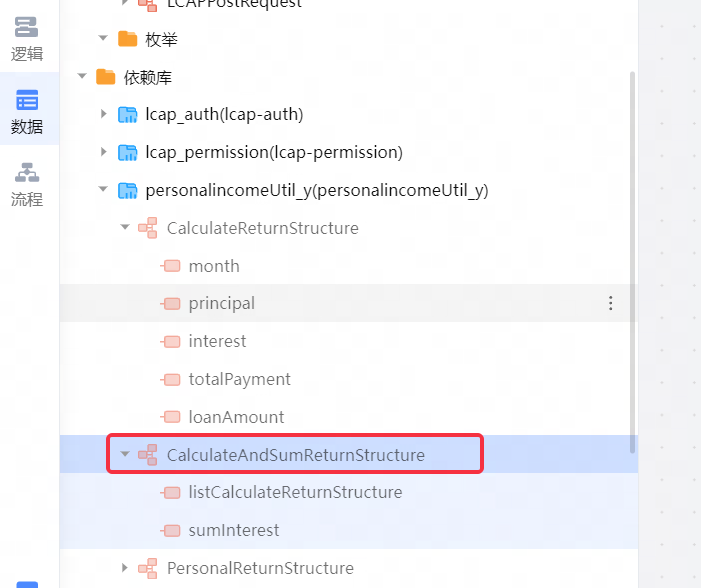 LCAPPostRequest
逻辑
枚举
依赖库
lcap_auth(lcap-auth)
数据
lcap_permission(lcap-permission)
流程
personalincomeUtil_y(personalincomeUtil_y)
CalculateReturnStructure
month
principal
interest
totalPayment
loanAmount
CalculateAndSumReturnStructure
listCalculateReturnStructure
sumInterest
PersonalReturnStructure